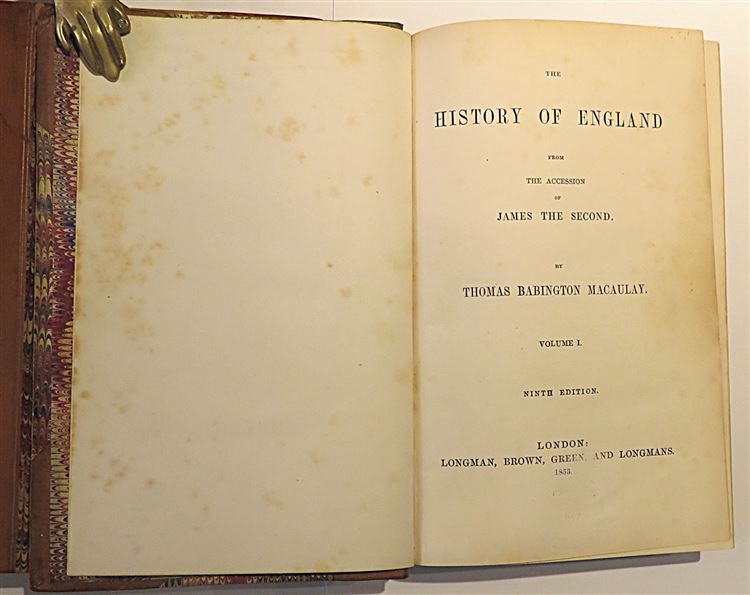 THE
HISTORY OF ENGLAND
FROM
THE ACCESSION
OF
JAMES THE SECOND.
BY
THOMAS BABINGTON MACAULAY.
VOLUME I.
NINTH EDITION.
LONDON:
LONGMAN, BROWN, GREEN, AND LONGMANS.
1853.